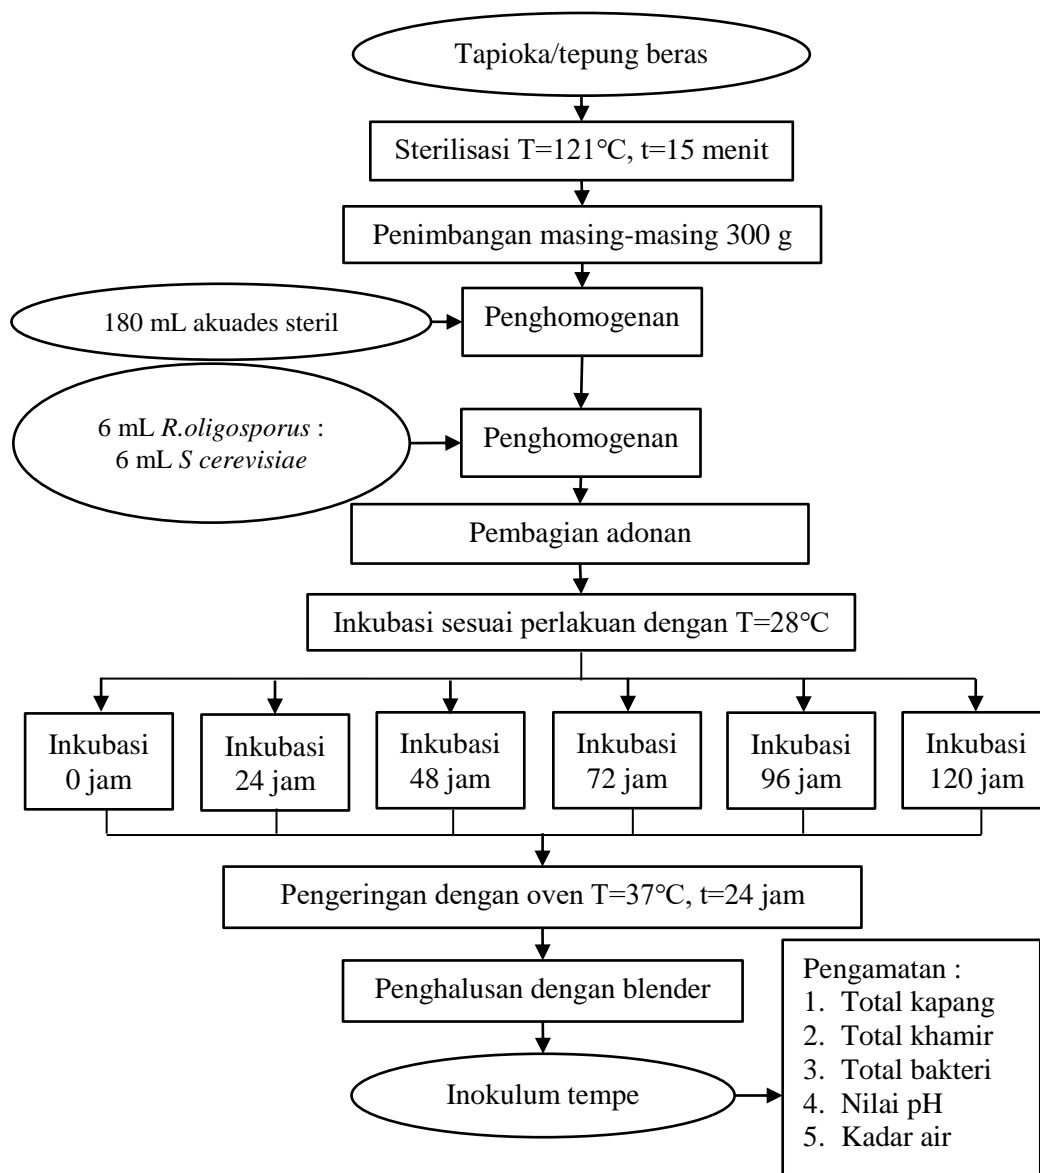 Tapioka/tepung beras
Sterilisasi T=121°C, t=15 menit
Penimbangan masing-masing 300 g
180 mL akuades steril
Penghomogenan
6 mL R.oligosporus :
6 mL S cerevisiae
Penghomogenan
Pembagian adonan
Inkubasi sesuai perlakuan dengan T=28°C
Inkubasi
0 jam
Inkubasi
24 jam
Inkubasi
48 jam
Inkubasi
72 jam
Inkubasi
96 jam
Inkubasi
120 jam
Pengeringan dengan oven T=37°C, t=24 jam
Penghalusan dengan blender
Inokulum tempe
Pengamatan :
1. Total kapang
2. Total khamir
3. Total bakteri
4. Nilai pH
5. Kadar air